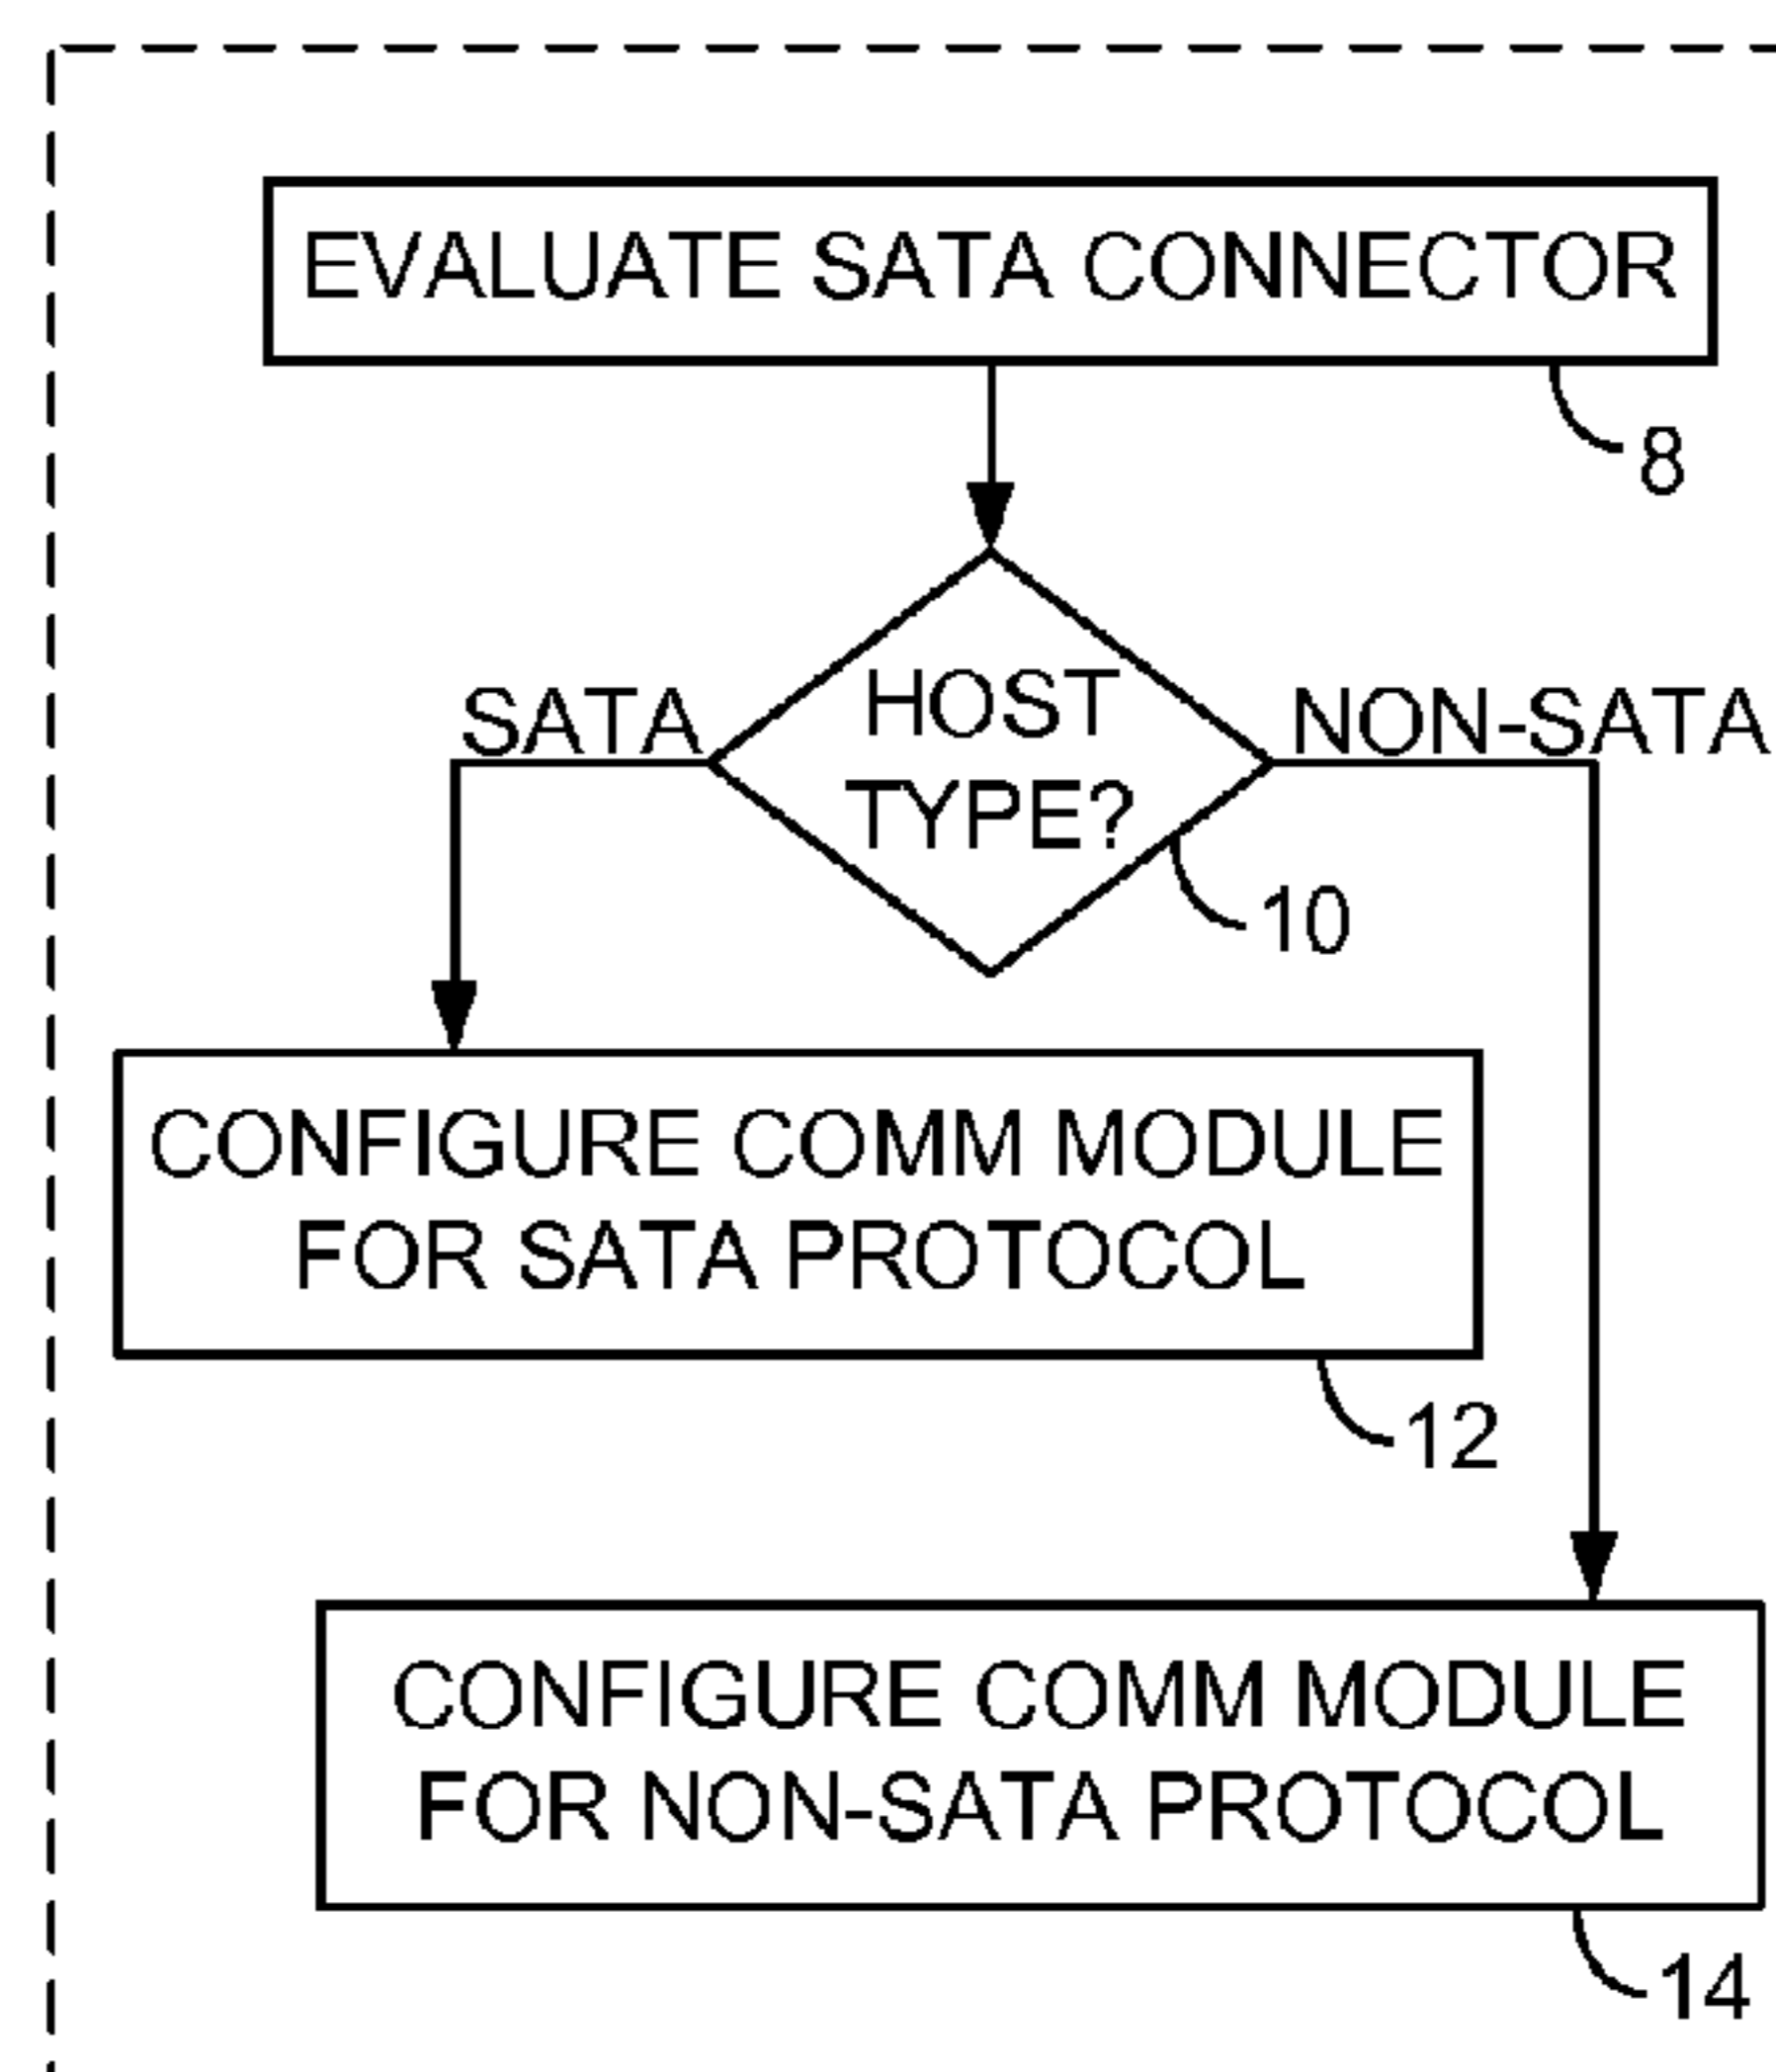 EVALUATE SATA CONNECTOR
8
HOST
TYPE?
SATA
NON-SATA
10
CONFIGURE COMM MODULE
FOR SATA PROTOCOL
12
CONFIGURE COMM MODULE
FOR NON-SATA PROTOCOL
14